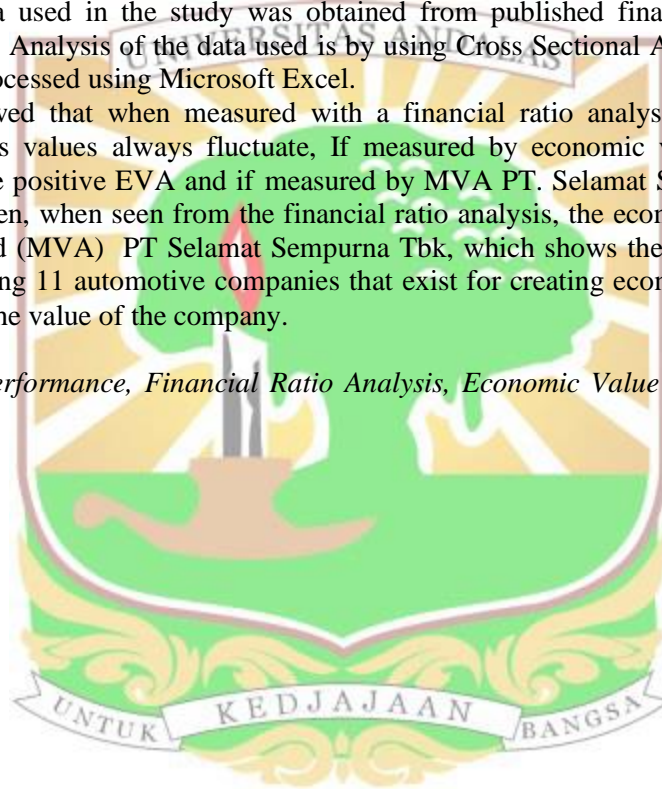 a used in the study was obtained from published fina
Analysis of the data used is by using Cross Sectional A
UNIVERSITAS ANDALAS
ocessed using Microsoft Excel.
ved that when measured with a financial ratio analys
s values always fluctuate, If measured by economic v
e positive EVA and if measured by MVA PT. Selamat S
en, when seen from the financial ratio analysis, the econ
d (MVA) PT Selamat Sempurna Tbk, which shows the
ng 11 automotive companies that exist for creating econ
he value of the company.
erformance, Financial Ratio Analysis, Economic Value
UNTUK KEDJAJAAN BANGSA